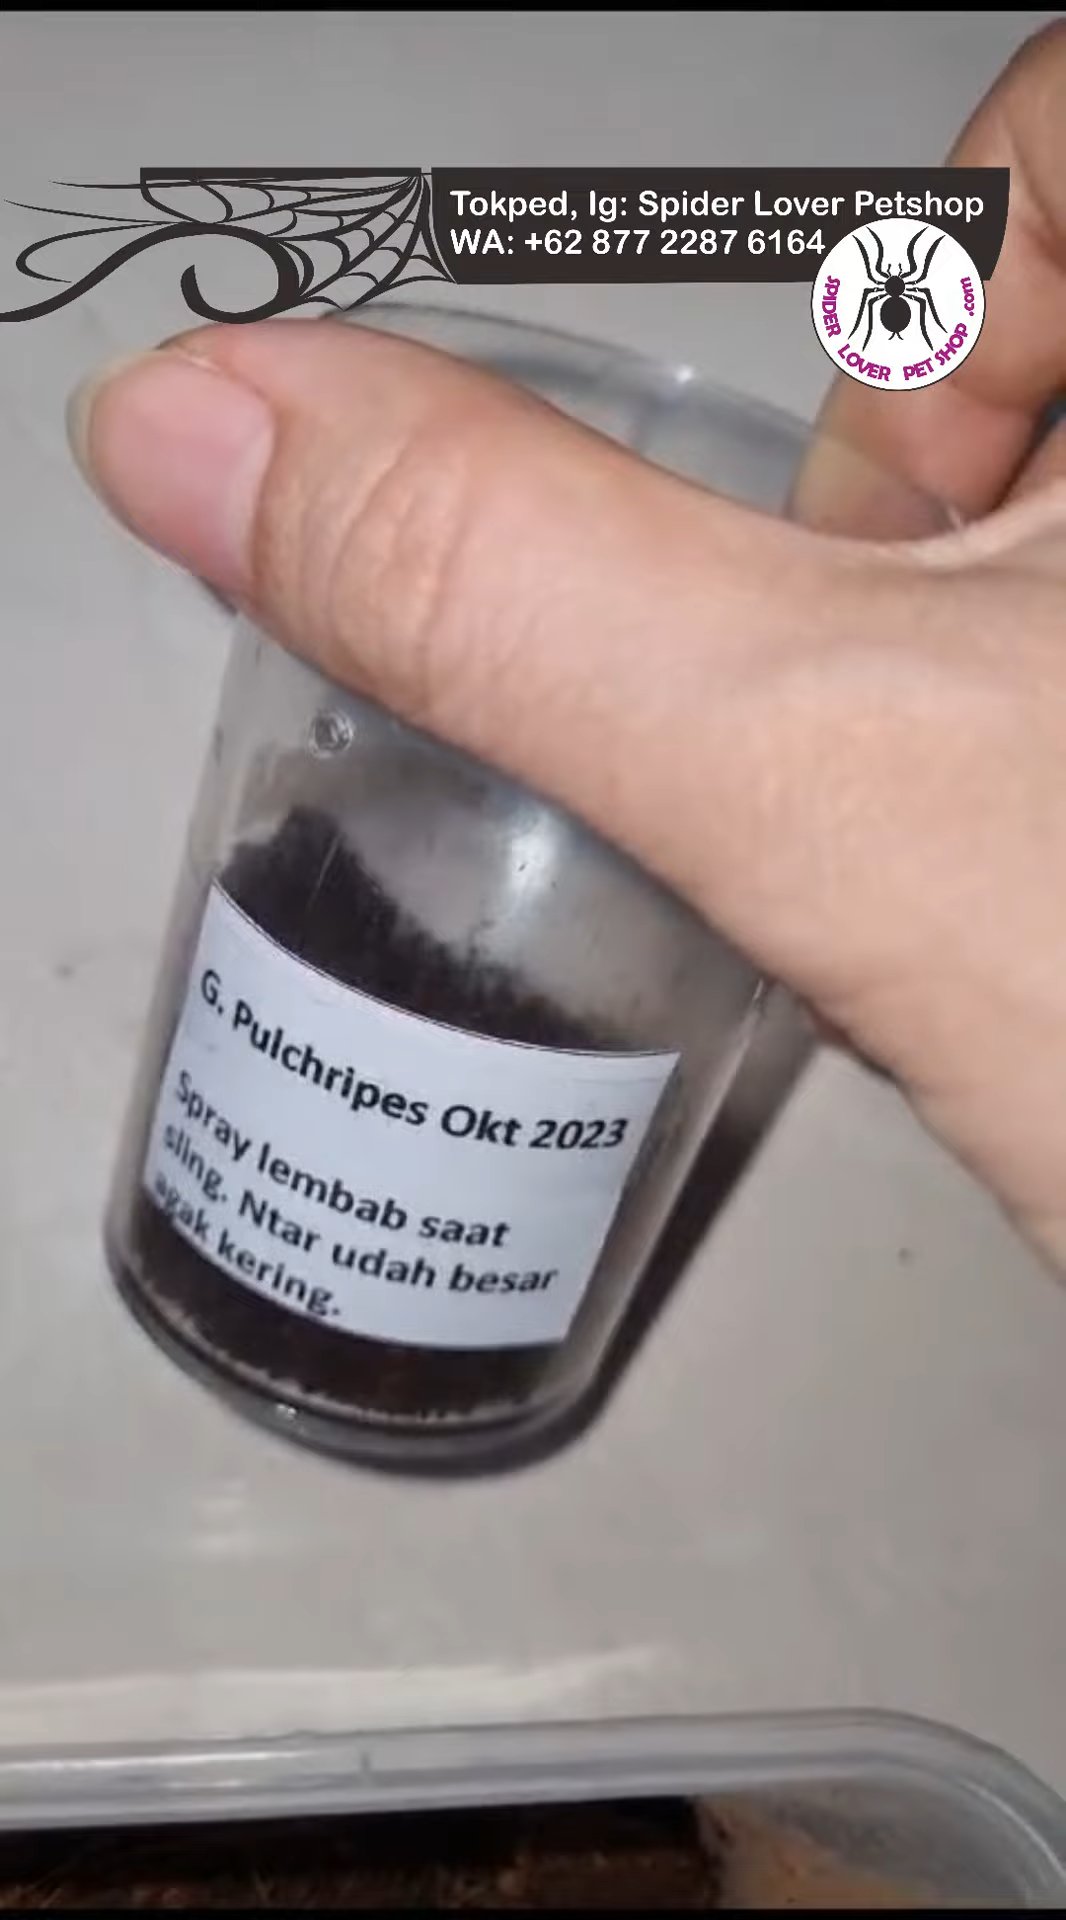 Tokped, Ig: Spider Lover Petshop
WA: +62 877 2287 6164
SPIDER LOVER PET SHOP .com
G. Pulchripes Okt 2023
Spray lembab saat
sling. Ntar udah besar
agak kering.